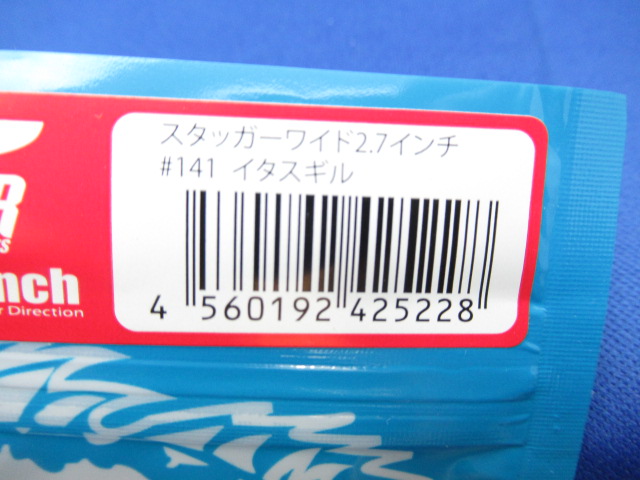 スタッガーワイド2.7インチ
#141 イタスギル
nch
r Direction
4 560192 425228